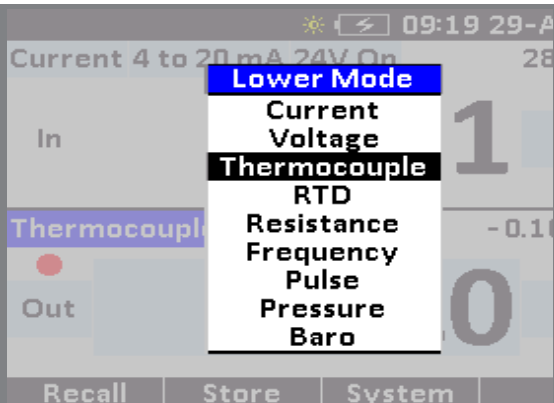 09:19 29-A
Current 4 to 20 mA 24V On 28
Lower Mode
Current
Voltage
In 1
Thermocouple
RTD
Thermocoupl Resistance - 0.10
Frequency
Pulse
Out Pressure 0
Baro
Recall Store System